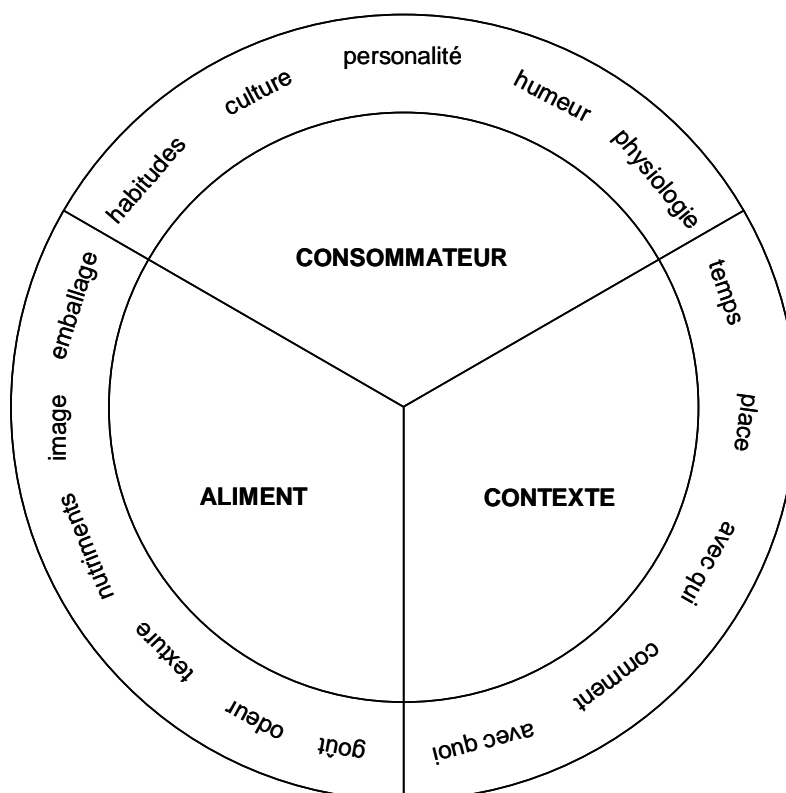 personalité
culture
humeur
habitudes
physiologie
CONSOMMATEUR
emballage
temps
image
place
ALIMENT
CONTEXTE
nutriments
avec qui
texture
comment
odeur
goût
avec quoi